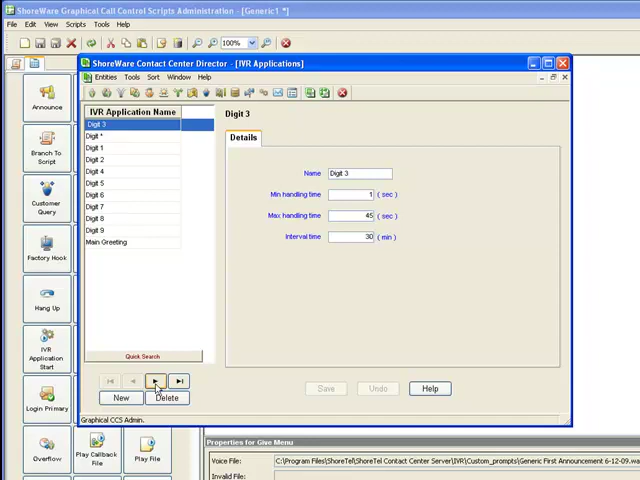 ShoreWare Graphical Call Control Scripts Administration - [Generic1 *]
File Edit View Scripts Tools Help
100%
ShoreWare Contact Center Director - [IVR Applications]
Entities Tools Sort Window Help
IVR Application Name
Digit 3
Digit *
Digit 1
Digit 2
Digit 4
Digit 5
Digit 6
Digit 7
Digit 8
Digit 9
Main Greeting
Quick Search
New Delete
Digit 3
Details
Name Digit 3
Min handling time 1 ( sec )
Max handling time 45 ( sec )
Interval time 30 ( min )
Save Undo Help
Graphical CCS Admin.
Announce
Branch To Script
Customer Query
Factory Hook
Hang Up
IVR Application Start
Login Primary
Overflow
Play Callback File
Play File
Properties for Give Menu
Voice File: C:\Program Files\ShoreTel\ShoreTel Contact Center Server\IVR\Custom_prompts\Generic First Announcement 6-12-09.wa
Invalid File: